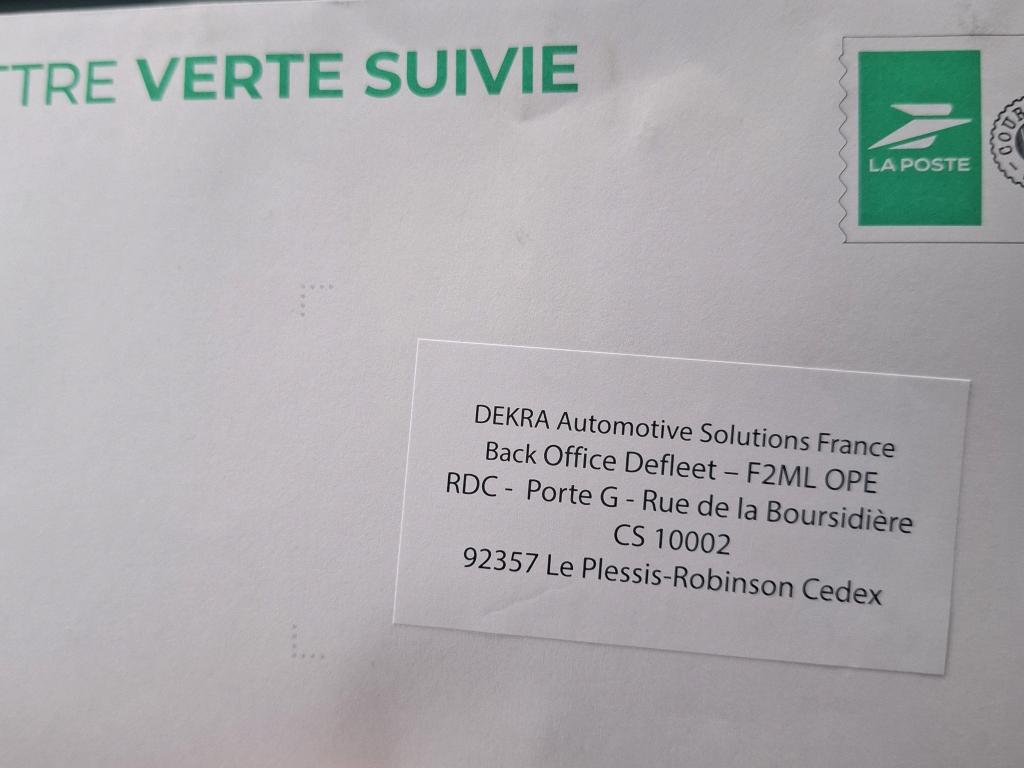 TTRE VERTE SUIVIE
LA POSTE
COUR
DEKRA Automotive Solutions France
Back Office Defleet – F2ML OPE
RDC - Porte G - Rue de la Boursidière
CS 10002
92357 Le Plessis-Robinson Cedex